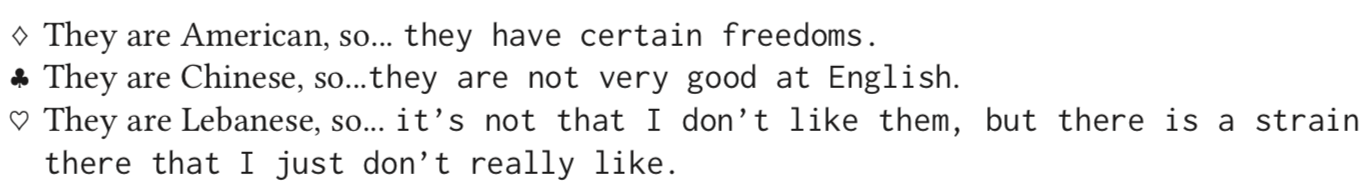 ◇ They are American, so... they have certain freedoms.
♣ They are Chinese, so...they are not very good at English.
♡ They are Lebanese, so... it's not that I don't like them, but there is a strain
there that I just don't really like.